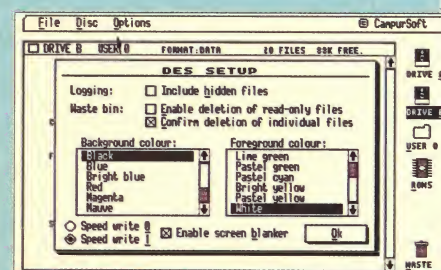 File Disc Options © CampurSoft
DRIVE B USER 0 FORMAT:DATA 20 FILES 88K FREE.
DES SETUP
Logging: Include hidden files
Waste bin: Enable deletion of read-only files
Confirm deletion of individual files
Background colour: Foreground colour:
Black Lime green
Blue Pastel green
Bright blue Pastel cyan
Red Bright yellow
Magenta Pastel yellow
Mauve White
Speed write 0
Speed write 1 Enable screen blanker Ok
DRIVE
DRIVE
USER 0
ROMS
WASTE